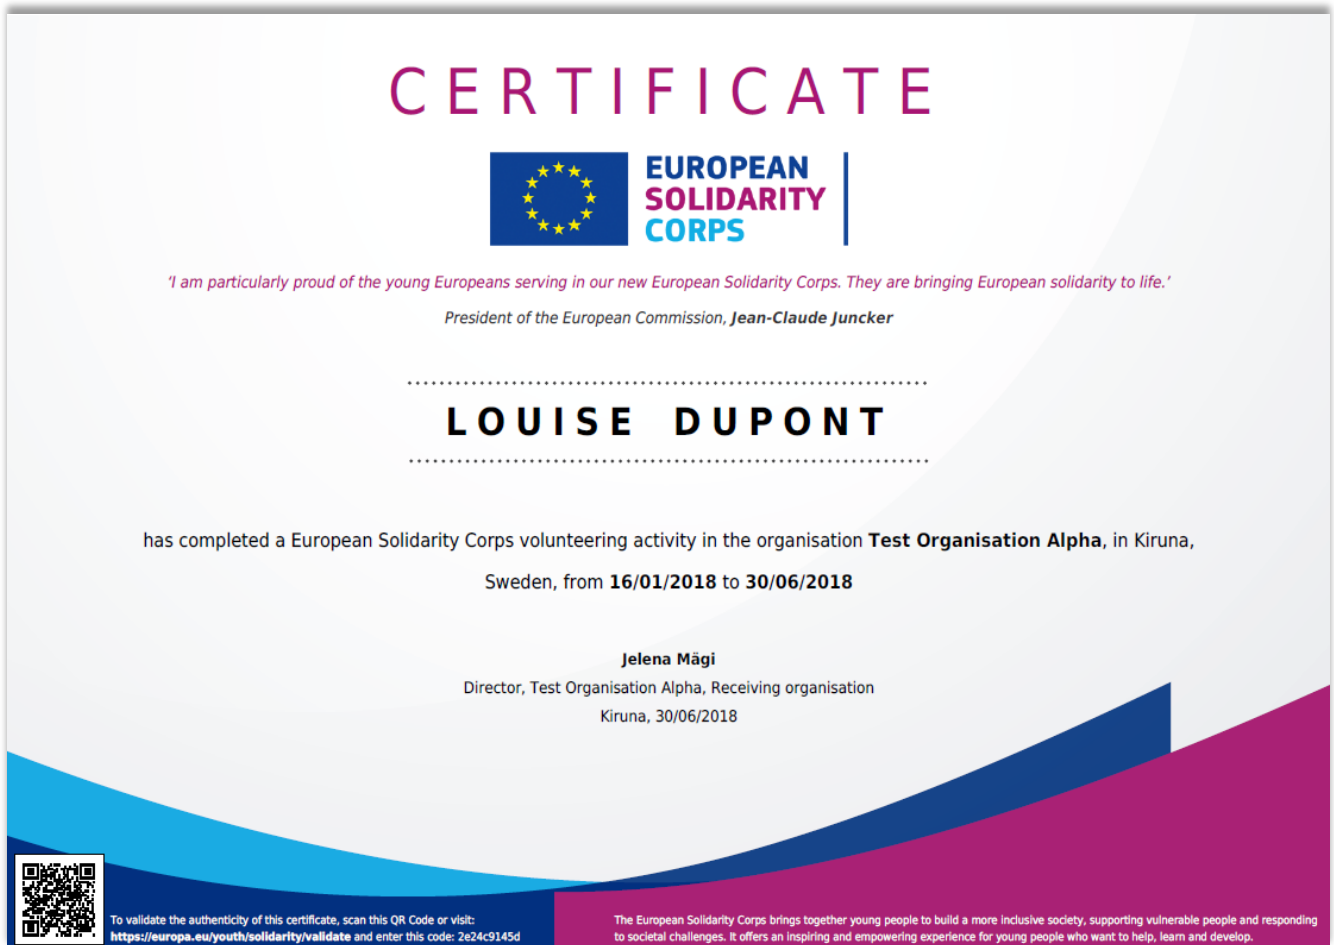 CERTIFICATE
EUROPEAN
SOLIDARITY
CORPS
‘I am particularly proud of the young Europeans serving in our new European Solidarity Corps. They are bringing European solidarity to life.’
President of the European Commission, Jean-Claude Juncker
LOUISE DUPONT
has completed a European Solidarity Corps volunteering activity in the organisation Test Organisation Alpha, in Kiruna,
Sweden, from 16/01/2018 to 30/06/2018
Jelena Mägi
Director, Test Organisation Alpha, Receiving organisation
Kiruna, 30/06/2018
To validate the authenticity of this certificate, scan this QR Code or visit:
https://europa.eu/youth/solidarity/validate and enter this code: 2e24c9145d
The European Solidarity Corps brings together young people to build a more inclusive society, supporting vulnerable people and responding
to societal challenges. It offers an inspiring and empowering experience for young people who want to help, learn and develop.